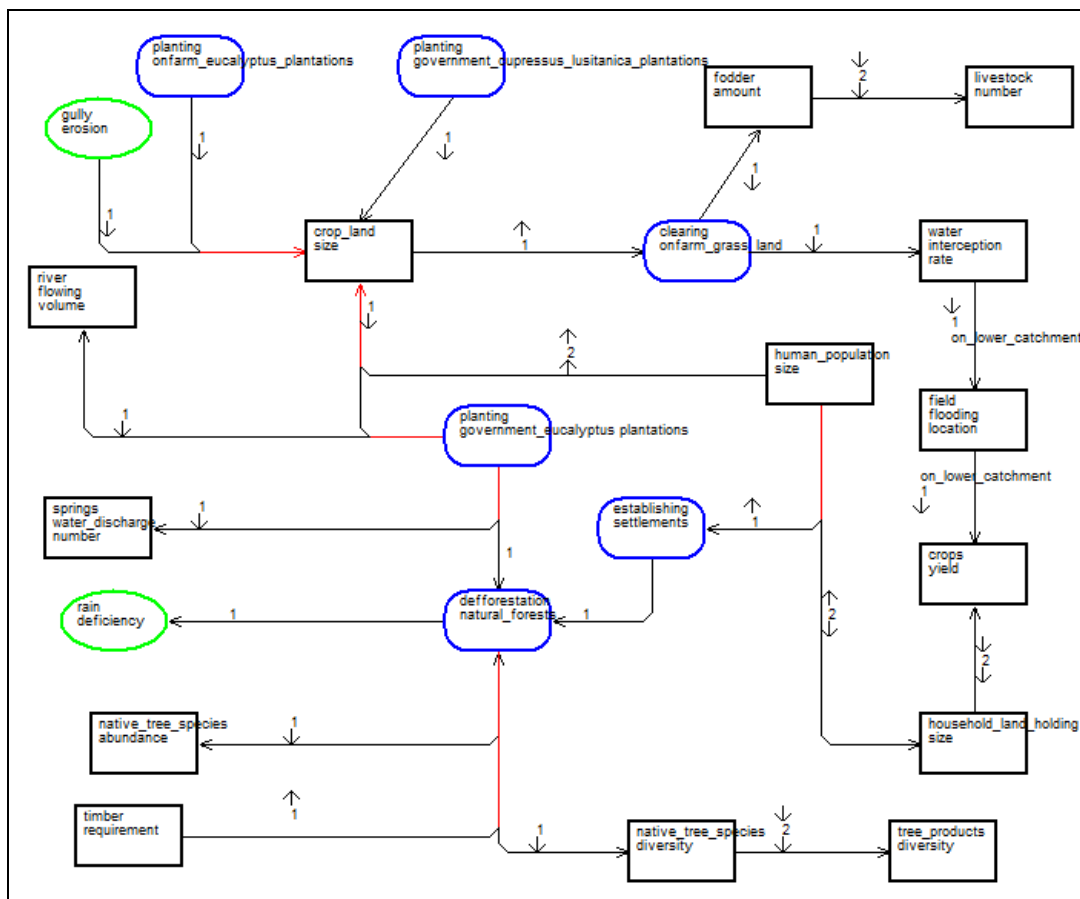 planting
onfarm_eucalyptus_plantations
planting
government_cupressus_lusitanica_plantations
fodder
amount
2
livestock
number
gully
erosion
1
1
1
1
crop_land
size
1
clearing
onfarm_grass_land
1
water
interception
rate
river
flowing
volume
1
2
human_population
size
1
on_lower_catchment
1
planting
government_eucalyptus plantations
field
flooding
location
on_lower_catchment
1
springs
water_discharge
number
1
1
establishing
settlements
1
crops
yield
rain
deficiency
1
defforestation
natural_forests
1
2
2
native_tree_species
abundance
1
household_land_holding
size
timber
requirement
1
1
native_tree_species
diversity
2
tree_products
diversity